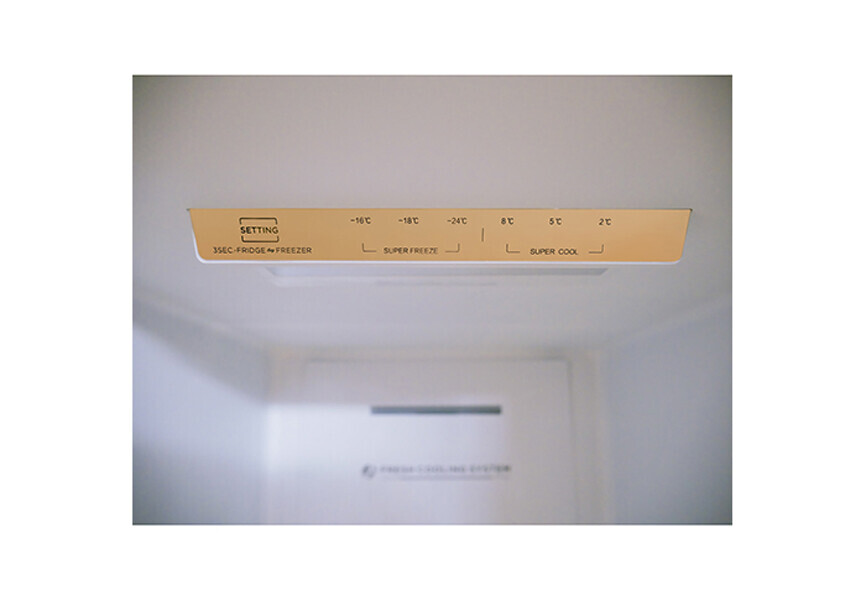 SETTING
3SEC-FRIDGE⇋FREEZER
-16℃ -18℃ -24℃ 8℃ 5℃ 2℃
SUPER FREEZE SUPER COOL
FRESH COOLING SYSTEM